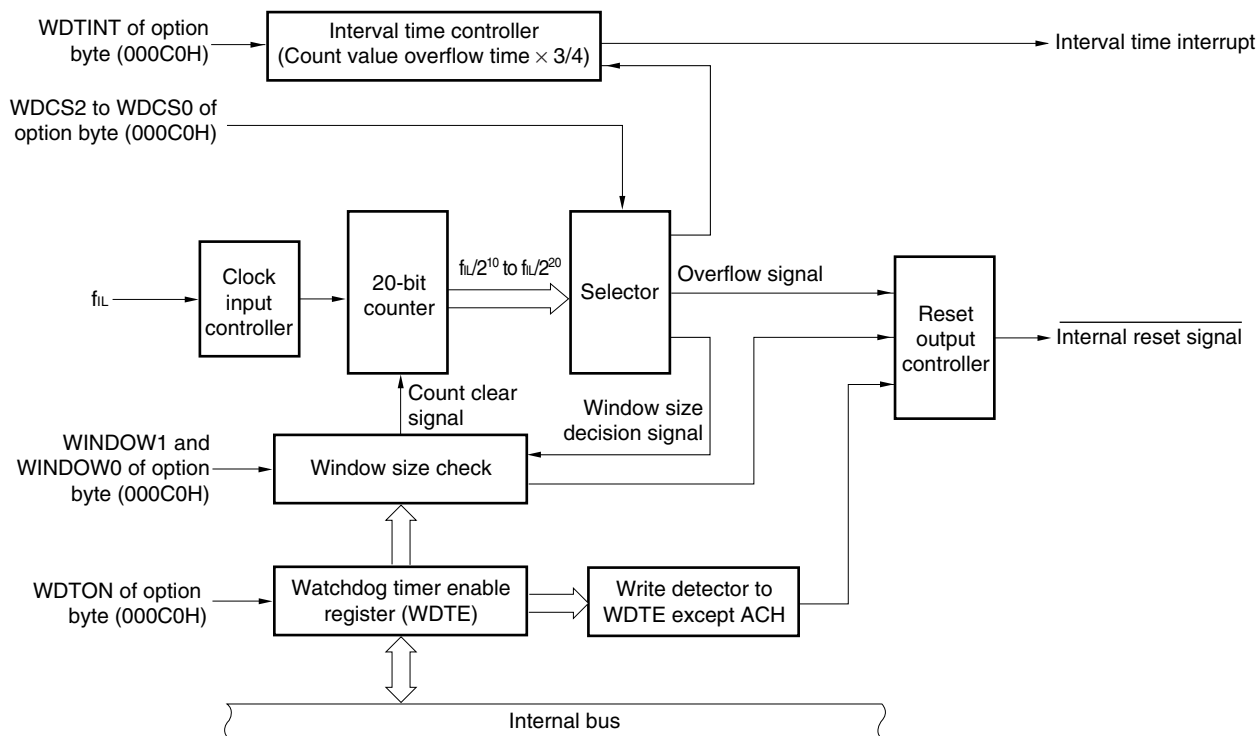 WDTINT of option
byte (000C0H)
Interval time controller
(Count value overflow time × 3/4)
Interval time interrupt
WDCS2 to WDCS0 of
option byte (000C0H)
fIL
Clock
input
controller
20-bit
counter
fIL/2¹⁰ to fIL/2²⁰
Selector
Overflow signal
Reset
output
controller
Internal reset signal
Count clear
signal
Window size
decision signal
WINDOW1 and
WINDOW0 of option
byte (000C0H)
Window size check
WDTON of option
byte (000C0H)
Watchdog timer enable
register (WDTE)
Write detector to
WDTE except ACH
Internal bus